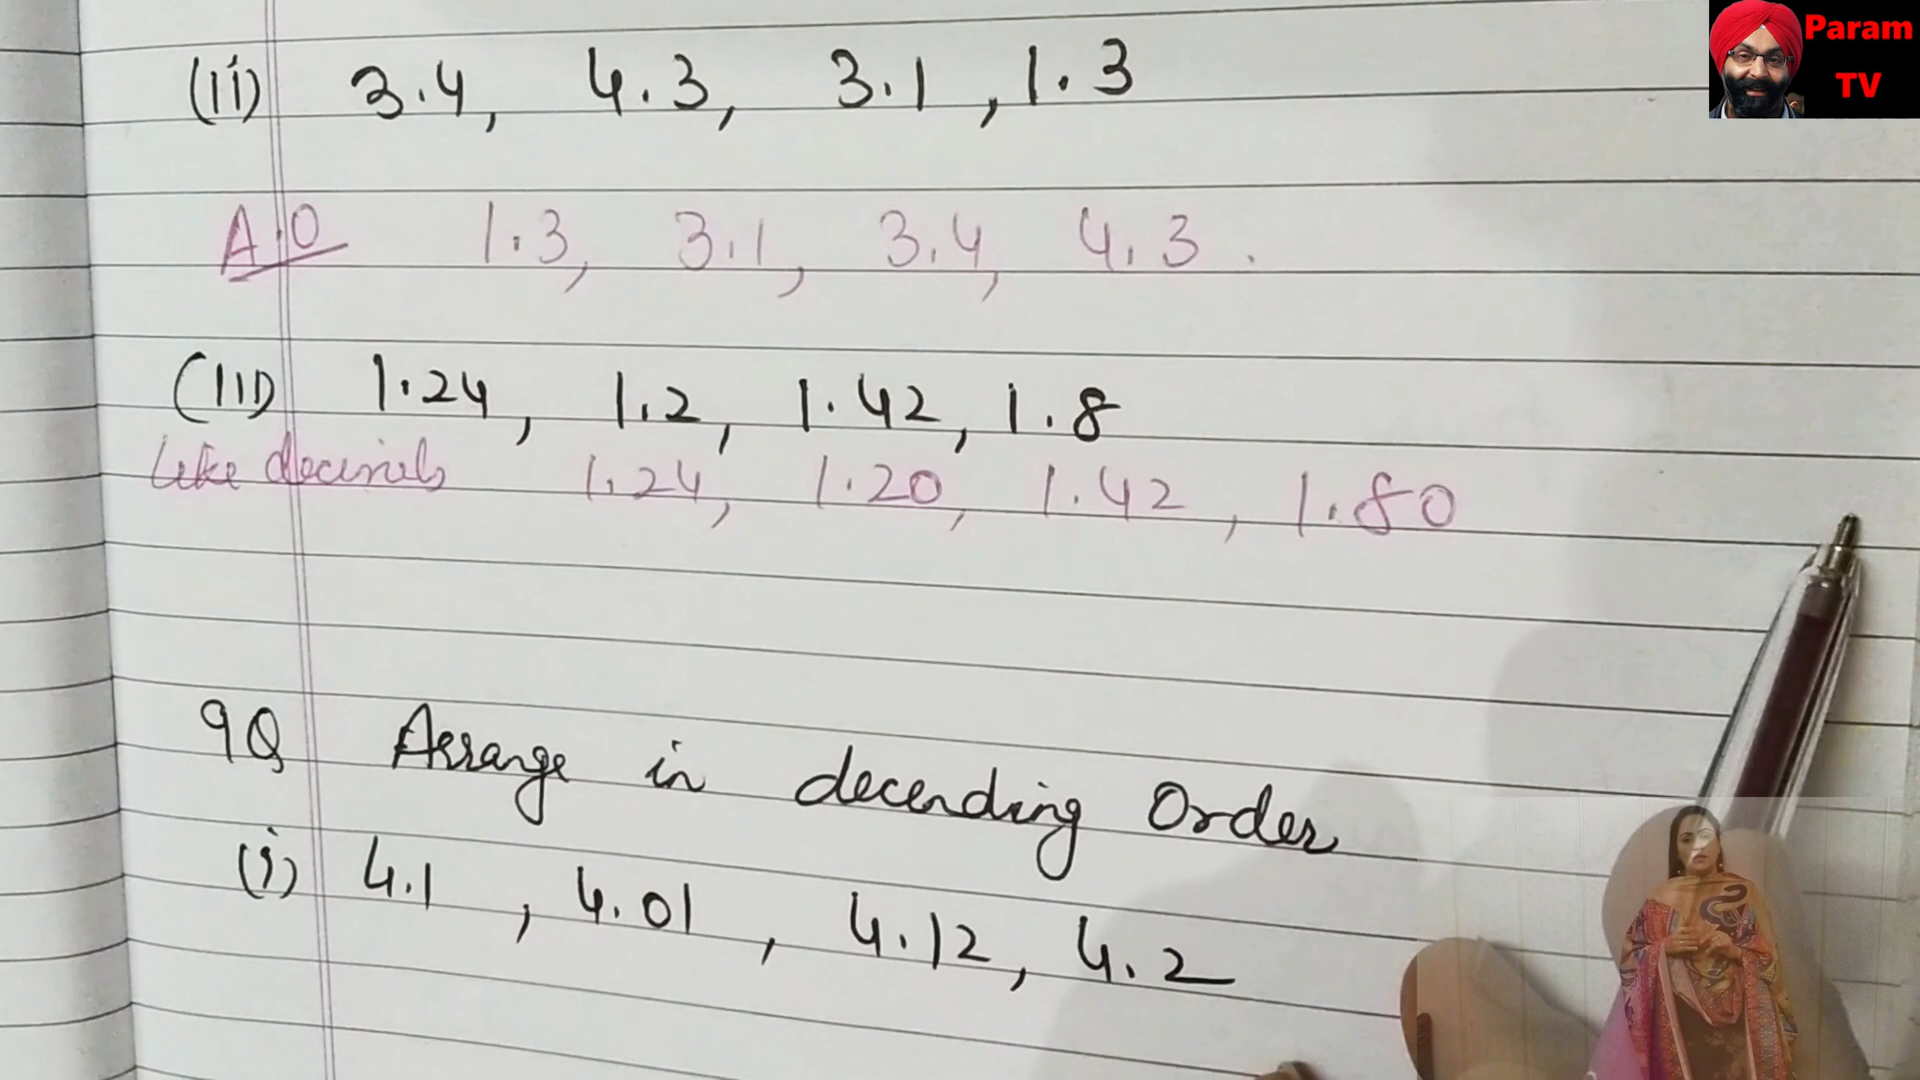 Param
TV
(ii) 3.4, 4.3, 3.1, 1.3
A.O 1.3, 3.1, 3.4, 4.3.
(iii) 1.24, 1.2, 1.42, 1.8
Like decimals 1.24, 1.20, 1.42, 1.80
9Q Arrange in decending Order
(i) 4.1, 4.01, 4.12, 4.2